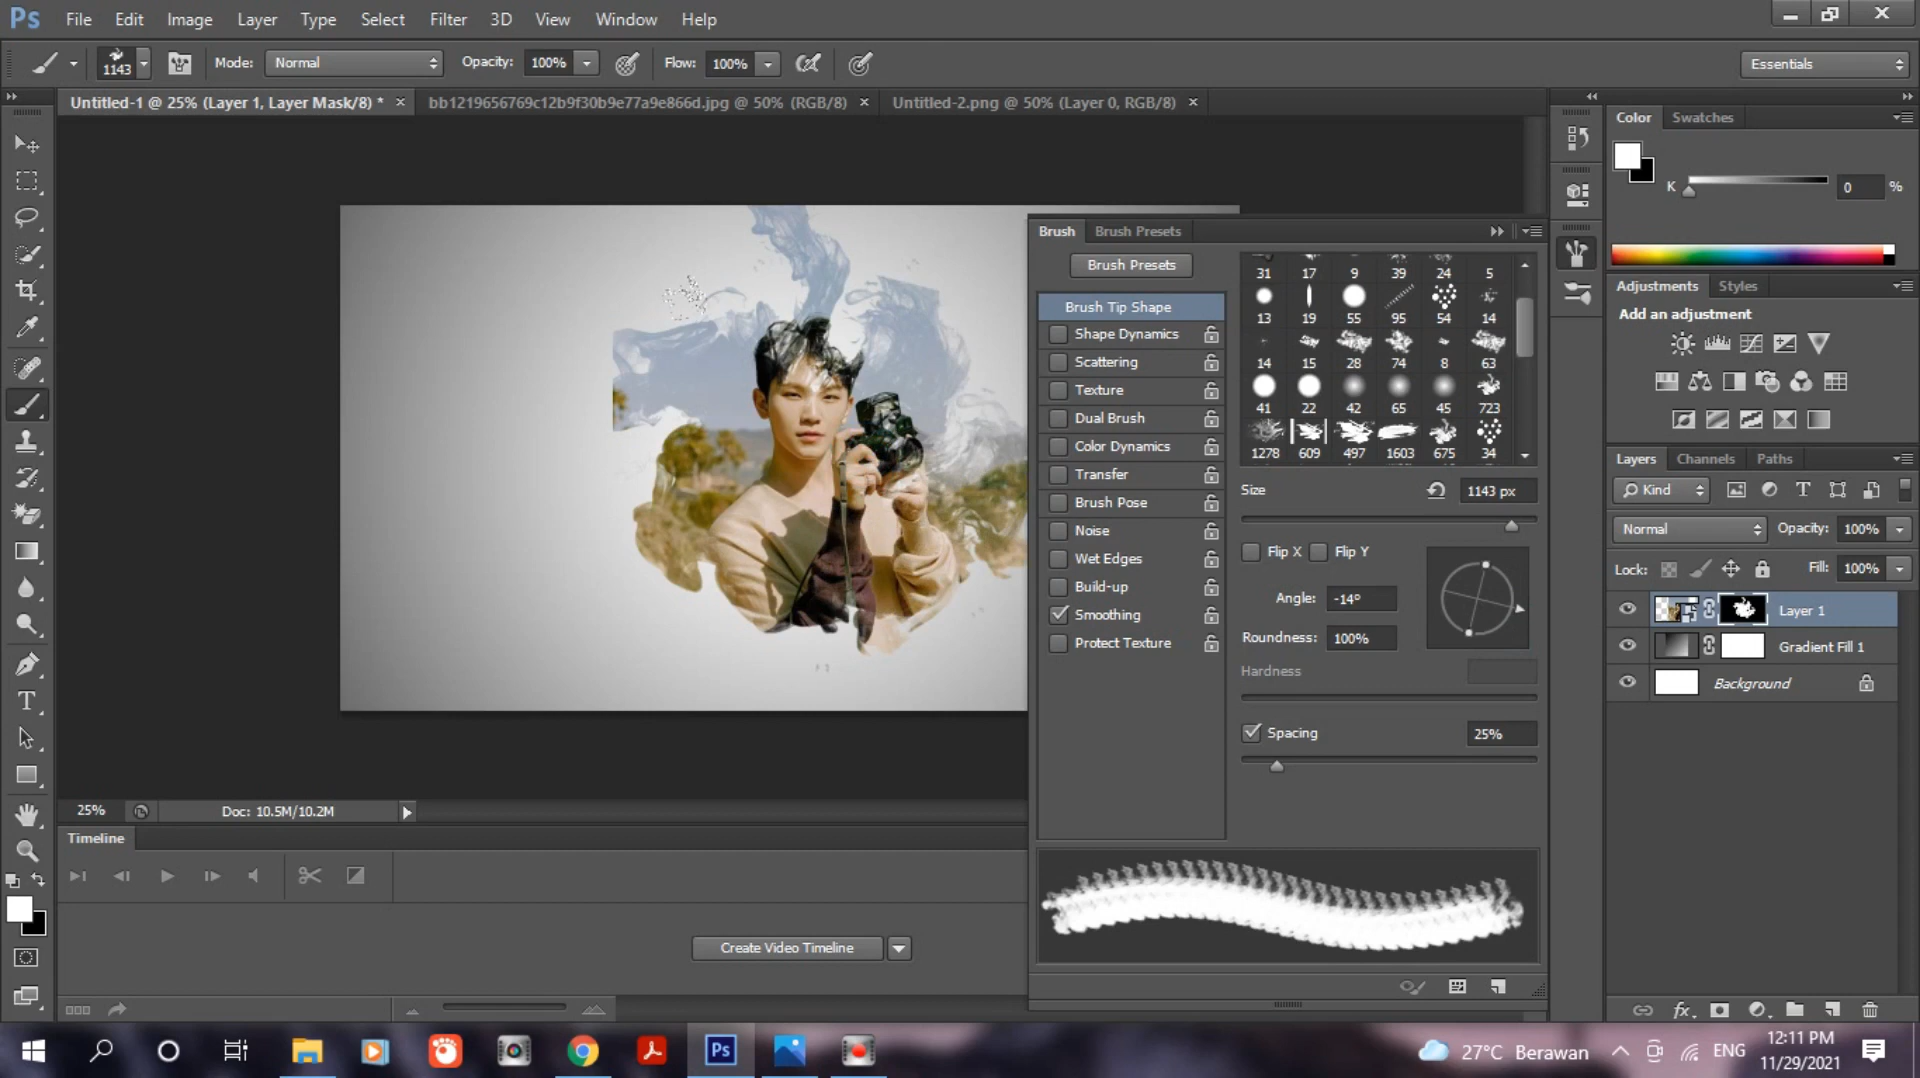 Ps File Edit Image Layer Type Select Filter 3D View Window Help
1143 Mode: Normal Opacity: 100% Flow: 100% Essentials
Untitled-1 @ 25% (Layer 1, Layer Mask/8) * × bb1219656769c12b9f30b9e77a9e866d.jpg @ 50% (RGB/8) × Untitled-2.png @ 50% (Layer 0, RGB/8) ×
Color Swatches
K 0 %
Adjustments Styles
Add an adjustment
Layers Channels Paths
Kind
Normal Opacity: 100%
Lock: Fill: 100%
Layer 1
Gradient Fill 1
Background
Brush Brush Presets
Brush Presets
Brush Tip Shape
Shape Dynamics
Scattering
Texture
Dual Brush
Color Dynamics
Transfer
Brush Pose
Noise
Wet Edges
Build-up
Smoothing
Protect Texture
31 17 9 39 24 5
13 19 55 95 54 14
14 15 28 74 8 63
41 22 42 65 45 723
1278 609 497 1603 675 34
Size 1143 px
Flip X Flip Y
Angle: -14º
Roundness: 100%
Hardness
Spacing 25%
25% Doc: 10.5M/10.2M
Timeline
Create Video Timeline
T
Ps
27°C Berawan ENG 12:11 PM
11/29/2021